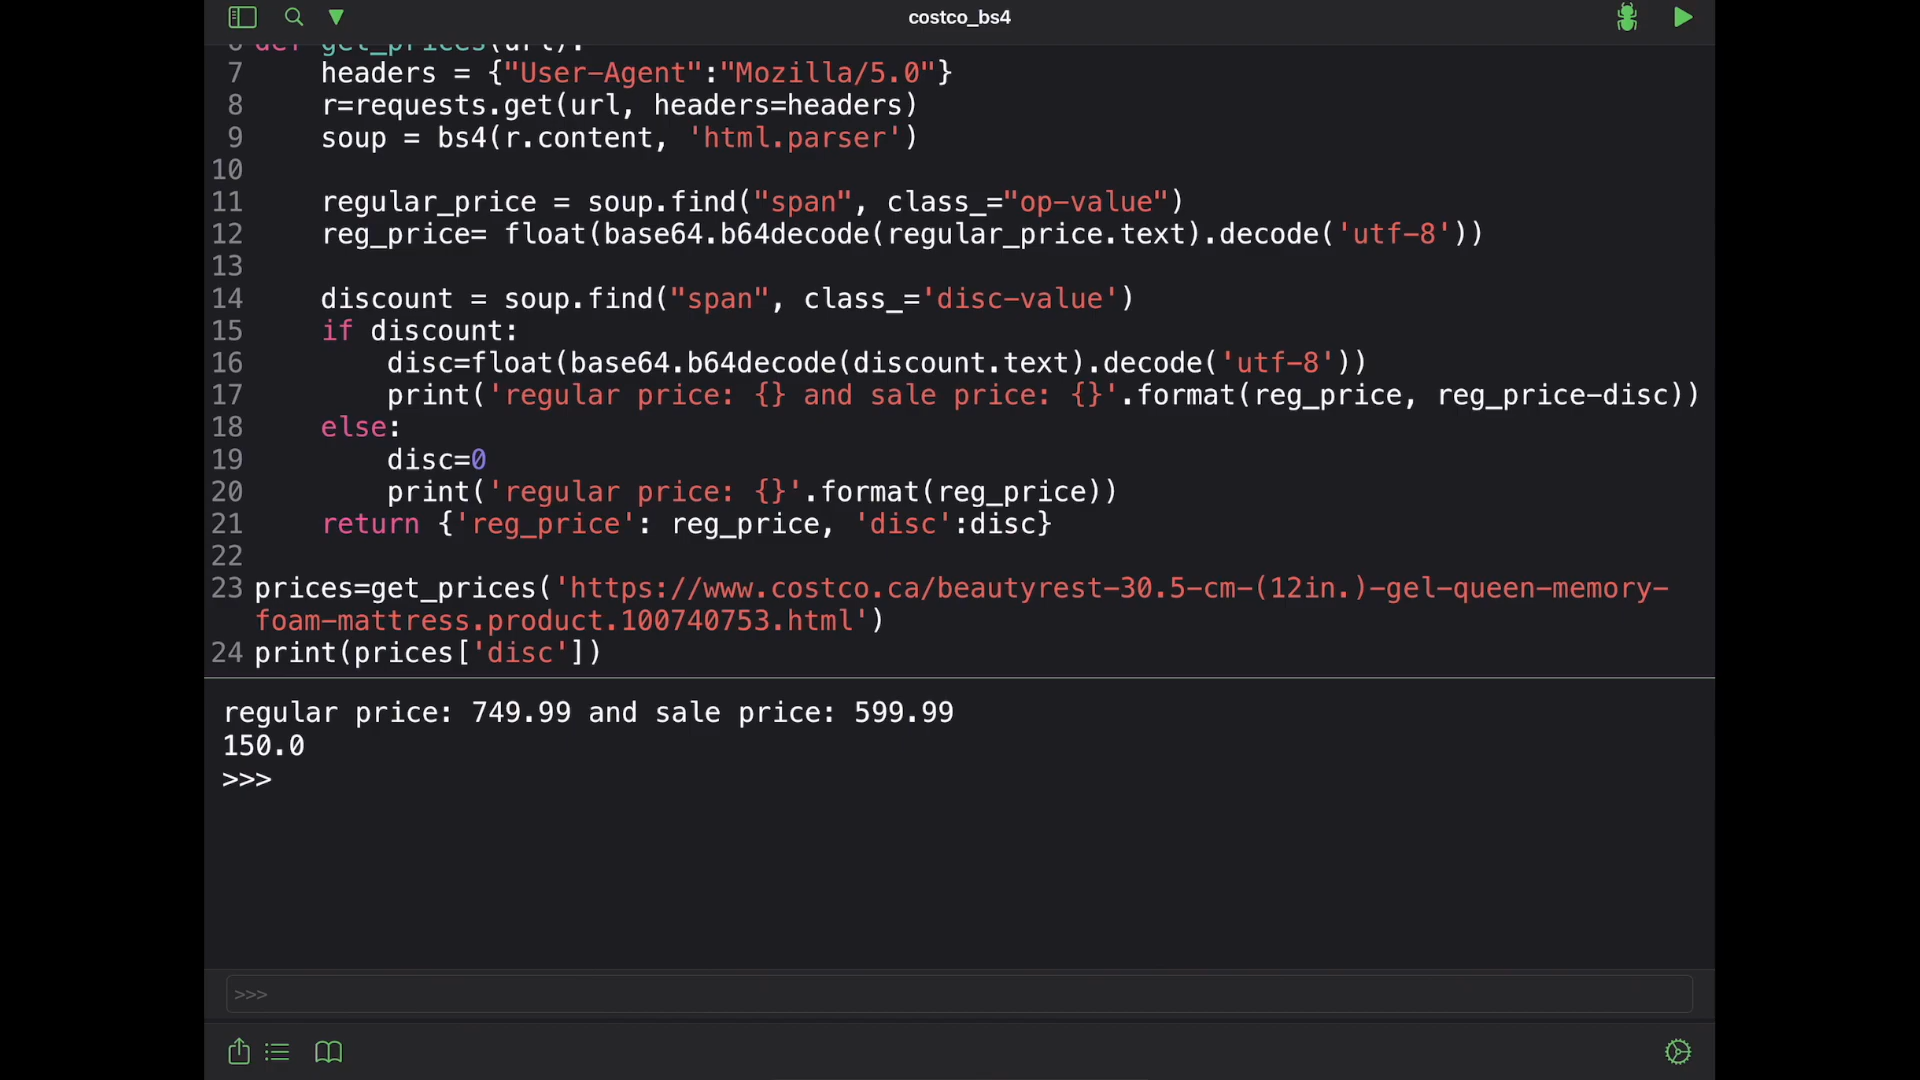 costco_bs4
6 def get_prices(url):
7 headers = {"User-Agent":"Mozilla/5.0"}
8 r=requests.get(url, headers=headers)
9 soup = bs4(r.content, 'html.parser')
10
11 regular_price = soup.find("span", class_="op-value")
12 reg_price= float(base64.b64decode(regular_price.text).decode('utf-8'))
13
14 discount = soup.find("span", class_='disc-value')
15 if discount:
16 disc=float(base64.b64decode(discount.text).decode('utf-8'))
17 print('regular price: {} and sale price: {}'.format(reg_price, reg_price-disc))
18 else:
19 disc=0
20 print('regular price: {}'.format(reg_price))
21 return {'reg_price': reg_price, 'disc':disc}
22
23 prices=get_prices('https://www.costco.ca/beautyrest-30.5-cm-(12in.)-gel-queen-memory-
foam-mattress.product.100740753.html')
24 print(prices['disc'])
regular price: 749.99 and sale price: 599.99
150.0
>>>
>>>